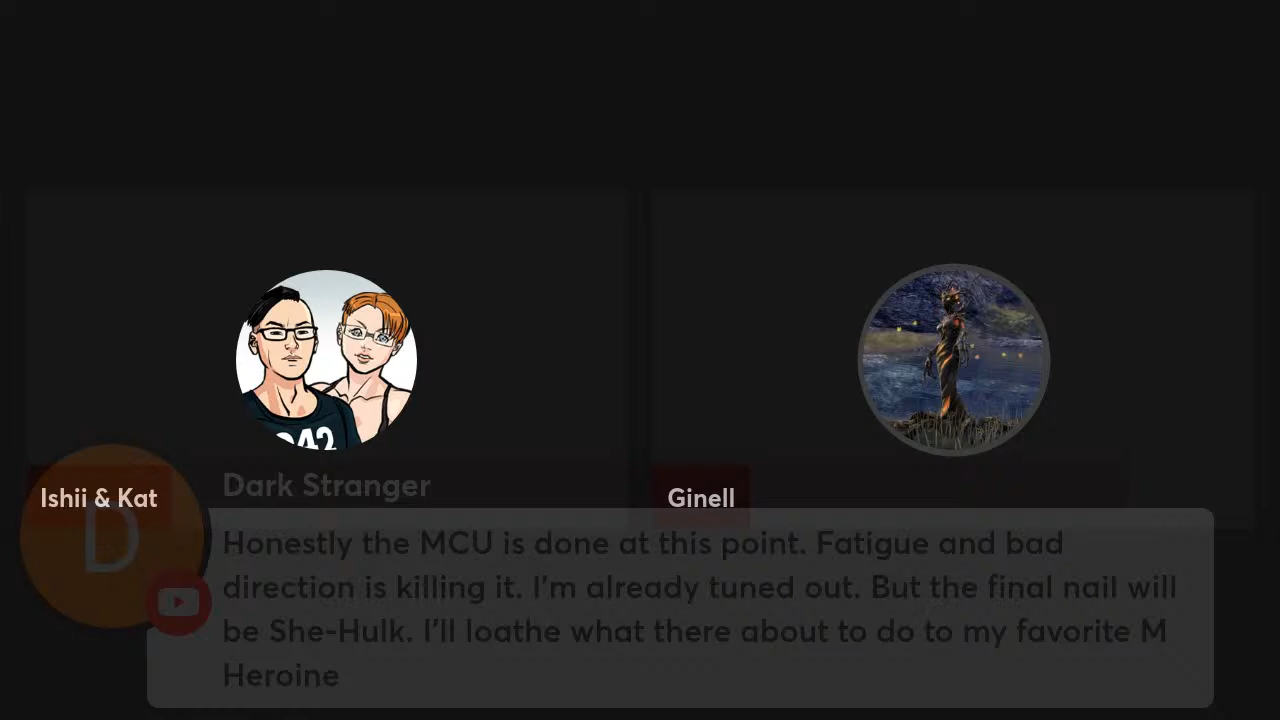 Dark Stranger
Ishii & Kat
Ginell
D
Honestly the MCU is done at this point. Fatigue and bad
direction is killing it. I'm already tuned out. But the final nail will
be She-Hulk. I'll loathe what there about to do to my favorite M
Heroine
042